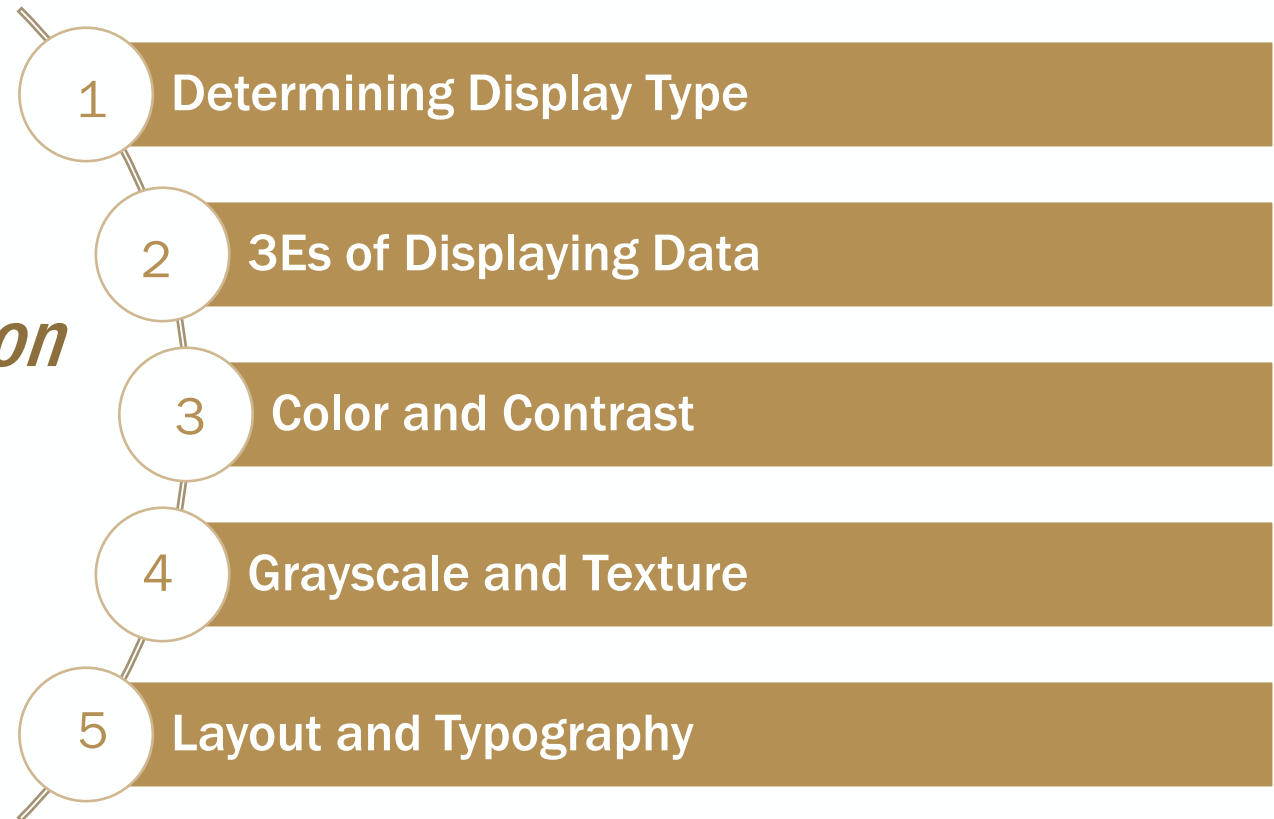 1
Determining Display Type
2
3Es of Displaying Data
on
3
Color and Contrast
4
Grayscale and Texture
5
Layout and Typography